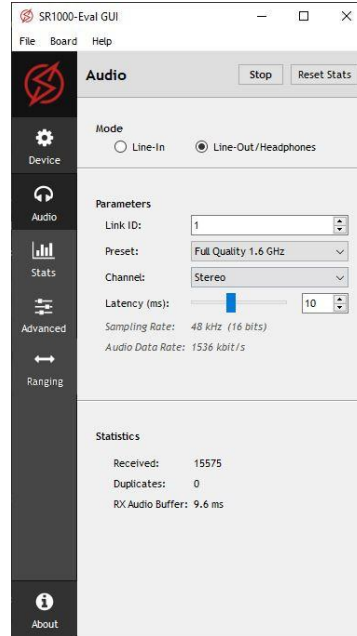 SR1000-Eval GUI
File Board Help
Audio
Stop
Reset Stats
Device
Audio
Stats
Advanced
Ranging
About
Mode
Line-In
Line-Out/Headphones
Parameters
Link ID: 1
Preset: Full Quality 1.6 GHz
Channel: Stereo
Latency (ms): 10
Sampling Rate: 48 kHz (16 bits)
Audio Data Rate: 1536 kbit/s
Statistics
Received: 15575
Duplicates: 0
RX Audio Buffer: 9.6 ms